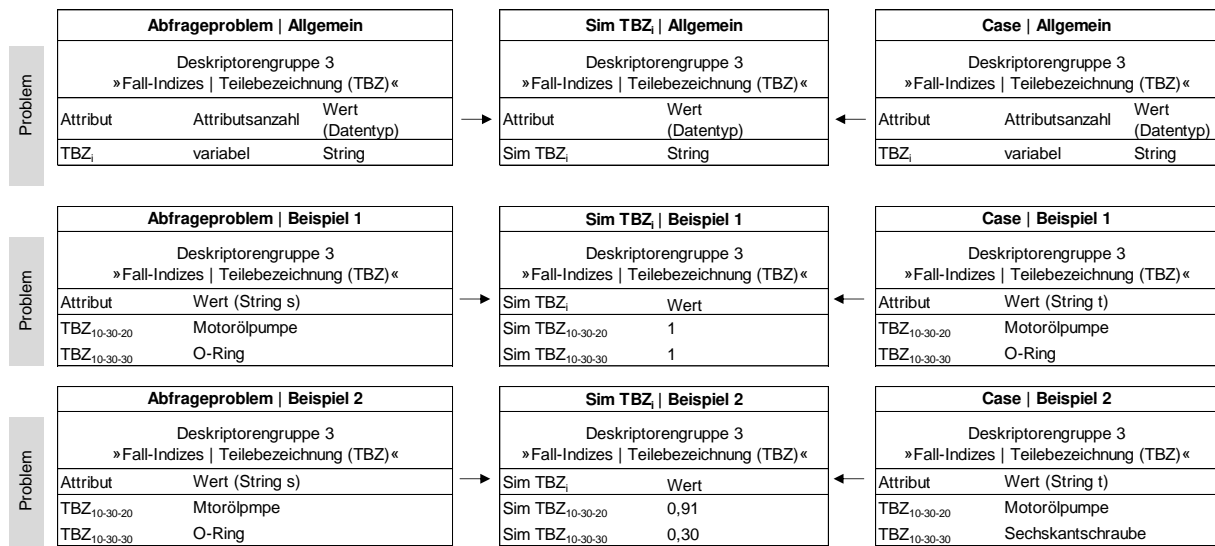 Problem
Abfrageproblem | Allgemein
Deskriptorengruppe 3
»Fall-Indizes | Teilebezeichnung (TBZ)«
Attribut Attributsanzahl Wert (Datentyp)
TBZi variabel String
Sim TBZi | Allgemein
Deskriptorengruppe 3
»Fall-Indizes | Teilebezeichnung (TBZ)«
Attribut Wert (Datentyp)
Sim TBZi String
Case | Allgemein
Deskriptorengruppe 3
»Fall-Indizes | Teilebezeichnung (TBZ)«
Attribut Attributsanzahl Wert (Datentyp)
TBZi variabel String
Problem
Abfrageproblem | Beispiel 1
Deskriptorengruppe 3
»Fall-Indizes | Teilebezeichnung (TBZ)«
Attribut Wert (String s)
TBZ10-30-20 Motorölpumpe
TBZ10-30-30 O-Ring
Sim TBZi | Beispiel 1
Deskriptorengruppe 3
»Fall-Indizes | Teilebezeichnung (TBZ)«
Sim TBZi Wert
Sim TBZ10-30-20 1
Sim TBZ10-30-30 1
Case | Beispiel 1
Deskriptorengruppe 3
»Fall-Indizes | Teilebezeichnung (TBZ)«
Attribut Wert (String t)
TBZ10-30-20 Motorölpumpe
TBZ10-30-30 O-Ring
Problem
Abfrageproblem | Beispiel 2
Deskriptorengruppe 3
»Fall-Indizes | Teilebezeichnung (TBZ)«
Attribut Wert (String s)
TBZ10-30-20 Mtorölpmpe
TBZ10-30-30 O-Ring
Sim TBZi | Beispiel 2
Deskriptorengruppe 3
»Fall-Indizes | Teilebezeichnung (TBZ)«
Sim TBZi Wert
Sim TBZ10-30-20 0,91
Sim TBZ10-30-30 0,30
Case | Beispiel 2
Deskriptorengruppe 3
»Fall-Indizes | Teilebezeichnung (TBZ)«
Attribut Wert (String t)
TBZ10-30-20 Motorölpumpe
TBZ10-30-30 Sechskantschraube